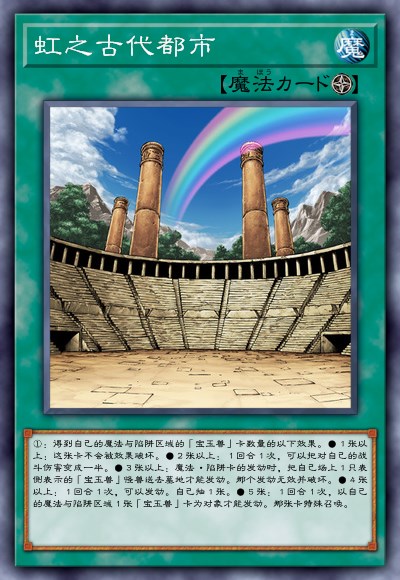 虹之古代都市
魔
【魔法カード】
まほう
①：得到自己的魔法与陷阱区域的「宝玉兽」卡数量的以下效果。●1张以
上：这张卡不会被效果破坏。●2张以上：1回合1次，可以把对自己的战
斗伤害变成一半。●3张以上：魔法·陷阱卡的发动时，把自己场上1只表
侧表示的「宝玉兽」怪兽送去墓地才能发动。那个发动无效并破坏。●4张
以上：1回合1次，可以发动。自己抽1张。●5张：1回合1次，以自己
的魔法与陷阱区域1张「宝玉兽」卡为对象才能发动。那张卡特殊召唤。